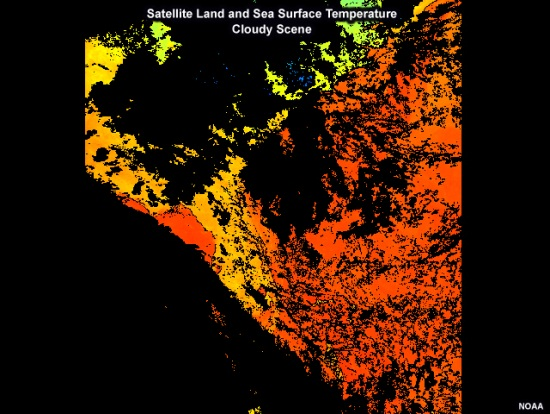 Satellite Land and Sea Surface Temperature
Cloudy Scene
NOAA